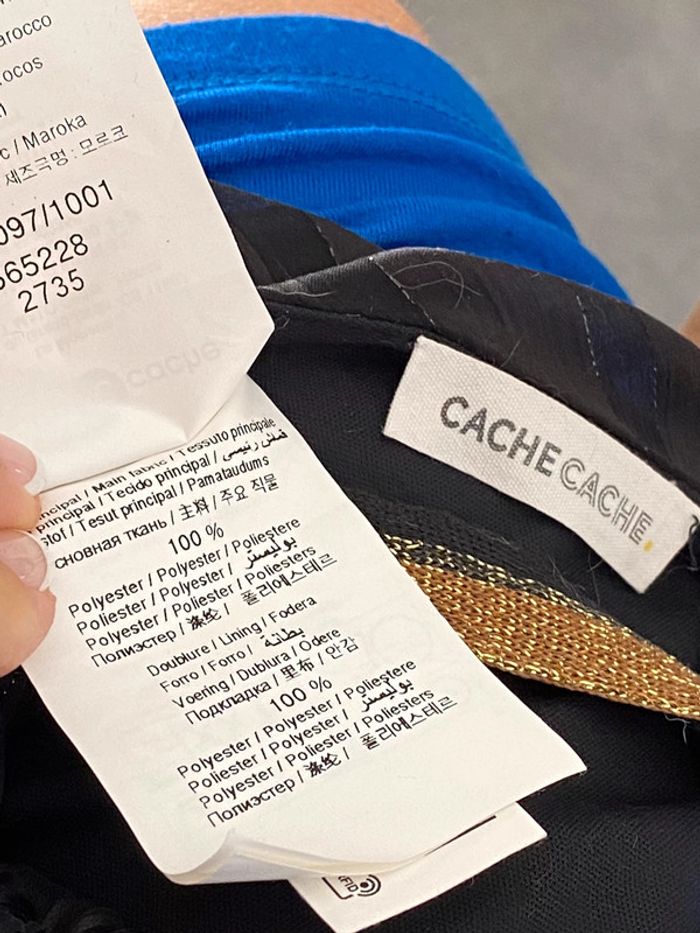 arocco
ocos
c / Maroka
제조국명 : 모르코
097/1001
65228
2735
ncipal / Main fabric / Tessuto principale
principal / Tecido principal / قماش رئيسي
stof / Tesut principal / Pamataudums
сновная ткань / 主料 / 주요 직물
100 %
Polyester / Polyester / Poliestere
Poliester / Polyester / بوليستر
Polyester / Poliester / Poliesters
Полиэстер / 涤纶 / 폴리에스테르
Doublure / Lining / Fodera
Forro / Forro / بطانة
Voering / Dublura / Odere
Подкладка / 里布 / 안감
100 %
Polyester / Polyester / Poliestere
Poliester / Polyester / بوليستر
Polyester / Poliester / Poliesters
Полиэстер / 涤纶 / 폴리에스테르
CACHE CACHE.
RFID